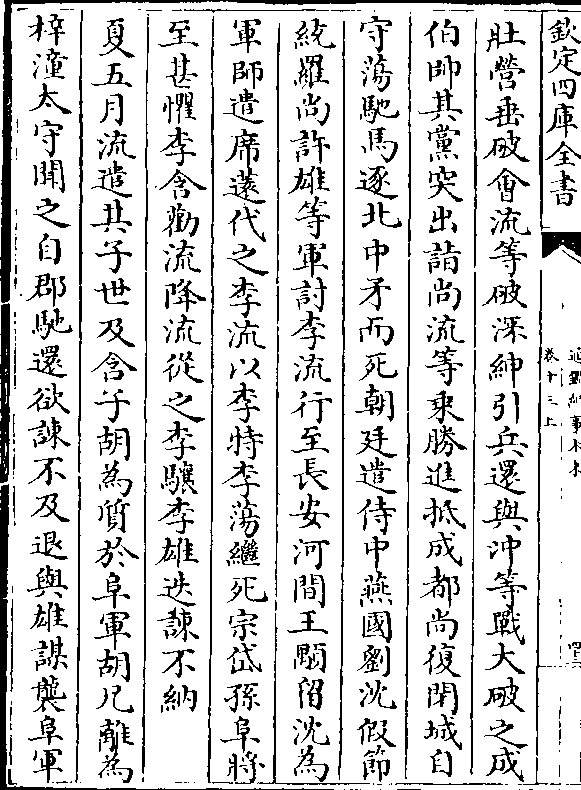 欽定四庫全書
通鑑紀事本末
卷十三上
壯營垂破會流等破深紳引兵還與冲等戰大破之成
伯帥其黨突出詣尚流等乘勝進抵成都尚復閉城自
守蕩馳馬逐北中矛而死朝廷遣侍中燕國劉沈假節
統羅尚許雄等軍討李流行至長安河間王顒留沈為
軍師遣席薳代之李流以李特李蕩繼死宗岱孫阜將
至甚懼李含勸流降流從之李驤李雄迭諫不納
夏五月流遣其子世及含子胡為質於阜軍胡兄離為
梓潼太守聞之自郡馳還欲諫不及退與雄謀襲阜軍